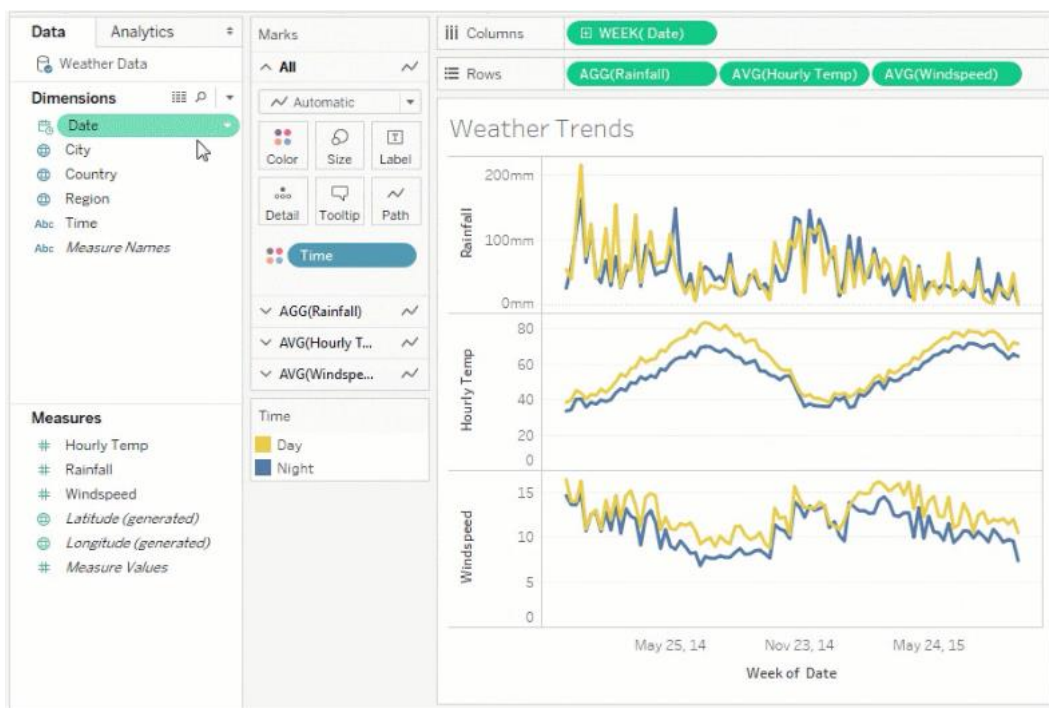 Data
Analytics
Weather Data
Dimensions
Date
City
Country
Region
Abc Time
Abc Measure Names
Measures
Hourly Temp
Rainfall
Windspeed
Latitude (generated)
Longitude (generated)
Measure Values
Marks
All
Automatic
Color
Size
Label
Detail
Tooltip
Path
Time
AGG(Rainfall)
AVG(Hourly T...
AVG(Windspe...
Time
Day
Night
Columns
WEEK( Date)
Rows
AGG(Rainfall)
AVG(Hourly Temp)
AVG(Windspeed)
Weather Trends
Rainfall
200mm
100mm
0mm
Hourly Temp
80
60
40
20
0
Windspeed
15
10
5
0
May 25, 14
Nov 23, 14
May 24, 15
Week of Date